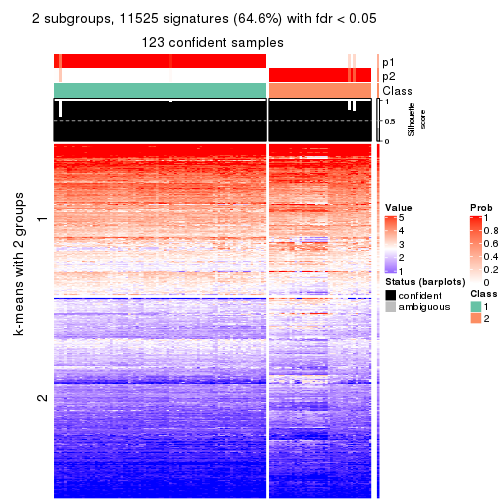 2 subgroups, 11525 signatures (64.6%) with fdr < 0.05
123 confident samples
p1
p2
Class
1
0.5
0
Silhouette
score
k-means with 2 groups
1
2
Value
5
4
3
2
1
Status (barplots)
confident
ambiguous
Prob
1
0.8
0.6
0.4
0.2
0
Class
1
2